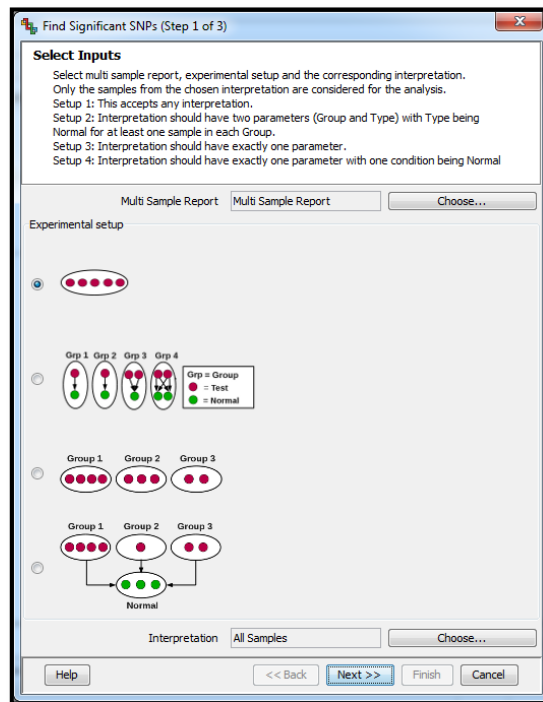 Find Significant SNPs (Step 1 of 3)
Select Inputs
Select multi sample report, experimental setup and the corresponding interpretation.
Only the samples from the chosen interpretation are considered for the analysis.
Setup 1: This accepts any interpretation.
Setup 2: Interpretation should have two parameters (Group and Type) with Type being
Normal for at least one sample in each Group.
Setup 3: Interpretation should have exactly one parameter.
Setup 4: Interpretation should have exactly one parameter with one condition being Normal
Multi Sample Report Multi Sample Report Choose...
Experimental setup
Grp 1 Grp 2 Grp 3 Grp 4
Grp = Group
= Test
= Normal
Group 1 Group 2 Group 3
Group 1 Group 2 Group 3
Normal
Interpretation All Samples Choose...
Help << Back Next >> Finish Cancel